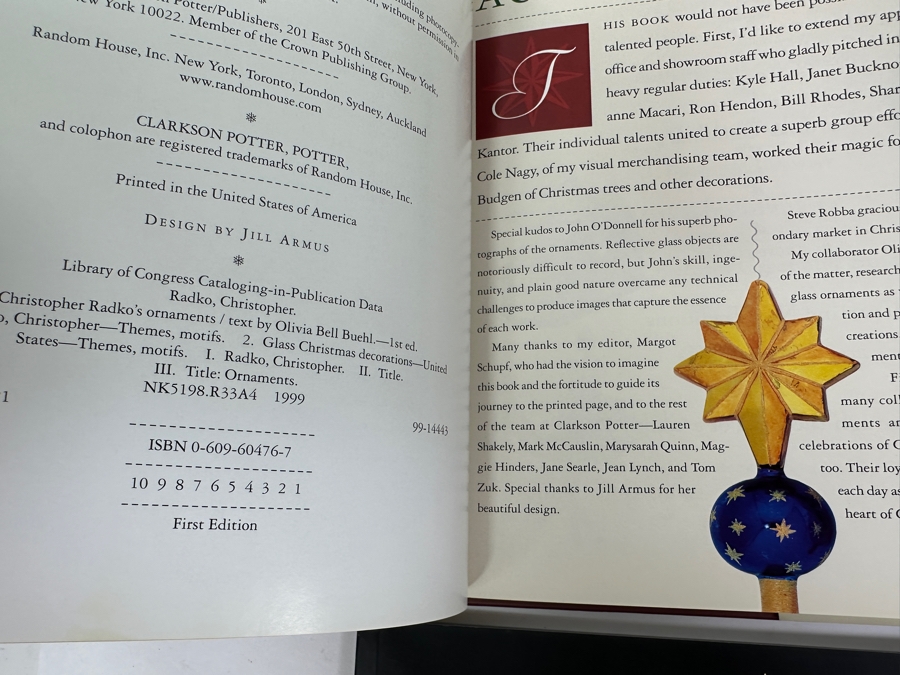 Potter/Publishers, 201 East 50th Street, New York,
York 10022. Member of the Crown Publishing Group.
Random House, Inc. New York, Toronto, London, Sydney, Auckland
www.randomhouse.com
CLARKSON POTTER, POTTER,
and colophon are registered trademarks of Random House, Inc.
Printed in the United States of America
DESIGN BY JILL ARMUS
Library of Congress Cataloging-in-Publication Data
Radko, Christopher.
Christopher Radko's ornaments / text by Olivia Bell Buehl.—1st ed.
Christopher—Themes, motifs. 2. Glass Christmas decorations—United
States—Themes, motifs. I. Radko, Christopher. II. Title.
III. Title: Ornaments.
NK5198.R33A4 1999
99-14443
ISBN 0-609-60476-7
10 9 8 7 6 5 4 3 2 1
First Edition
including photocopy-
without permission in
THIS BOOK would not have been
talented people. First, I'd like to extend my
office and showroom staff who gladly pitched in
heavy regular duties: Kyle Hall, Janet
anne Macari, Ron Hendon, Bill Rhodes,
Kantor. Their individual talents united to create a superb group
Cole Nagy, of my visual merchandising team, worked their magic
Budgen of Christmas trees and other decorations.
Special kudos to John O'Donnell for his superb pho-
tographs of the ornaments. Reflective glass objects are
notoriously difficult to record, but John's skill, inge-
nuity, and plain good nature overcame any technical
challenges to produce images that capture the essence
of each work.
Many thanks to my editor, Margot
Schupf, who had the vision to imagine
this book and the fortitude to guide its
journey to the printed page, and to the rest
of the team at Clarkson Potter—Lauren
Shakely, Mark McCauslin, Marysarah Quinn, Mag-
gie Hinders, Jane Searle, Jean Lynch, and Tom
Zuk. Special thanks to Jill Armus for her
beautiful design.
Steve Robba
ondary market in
My collaborator
of the matter,
glass ornaments as
tion and
creations
many
ments
celebrations of
too. Their
each day
heart of